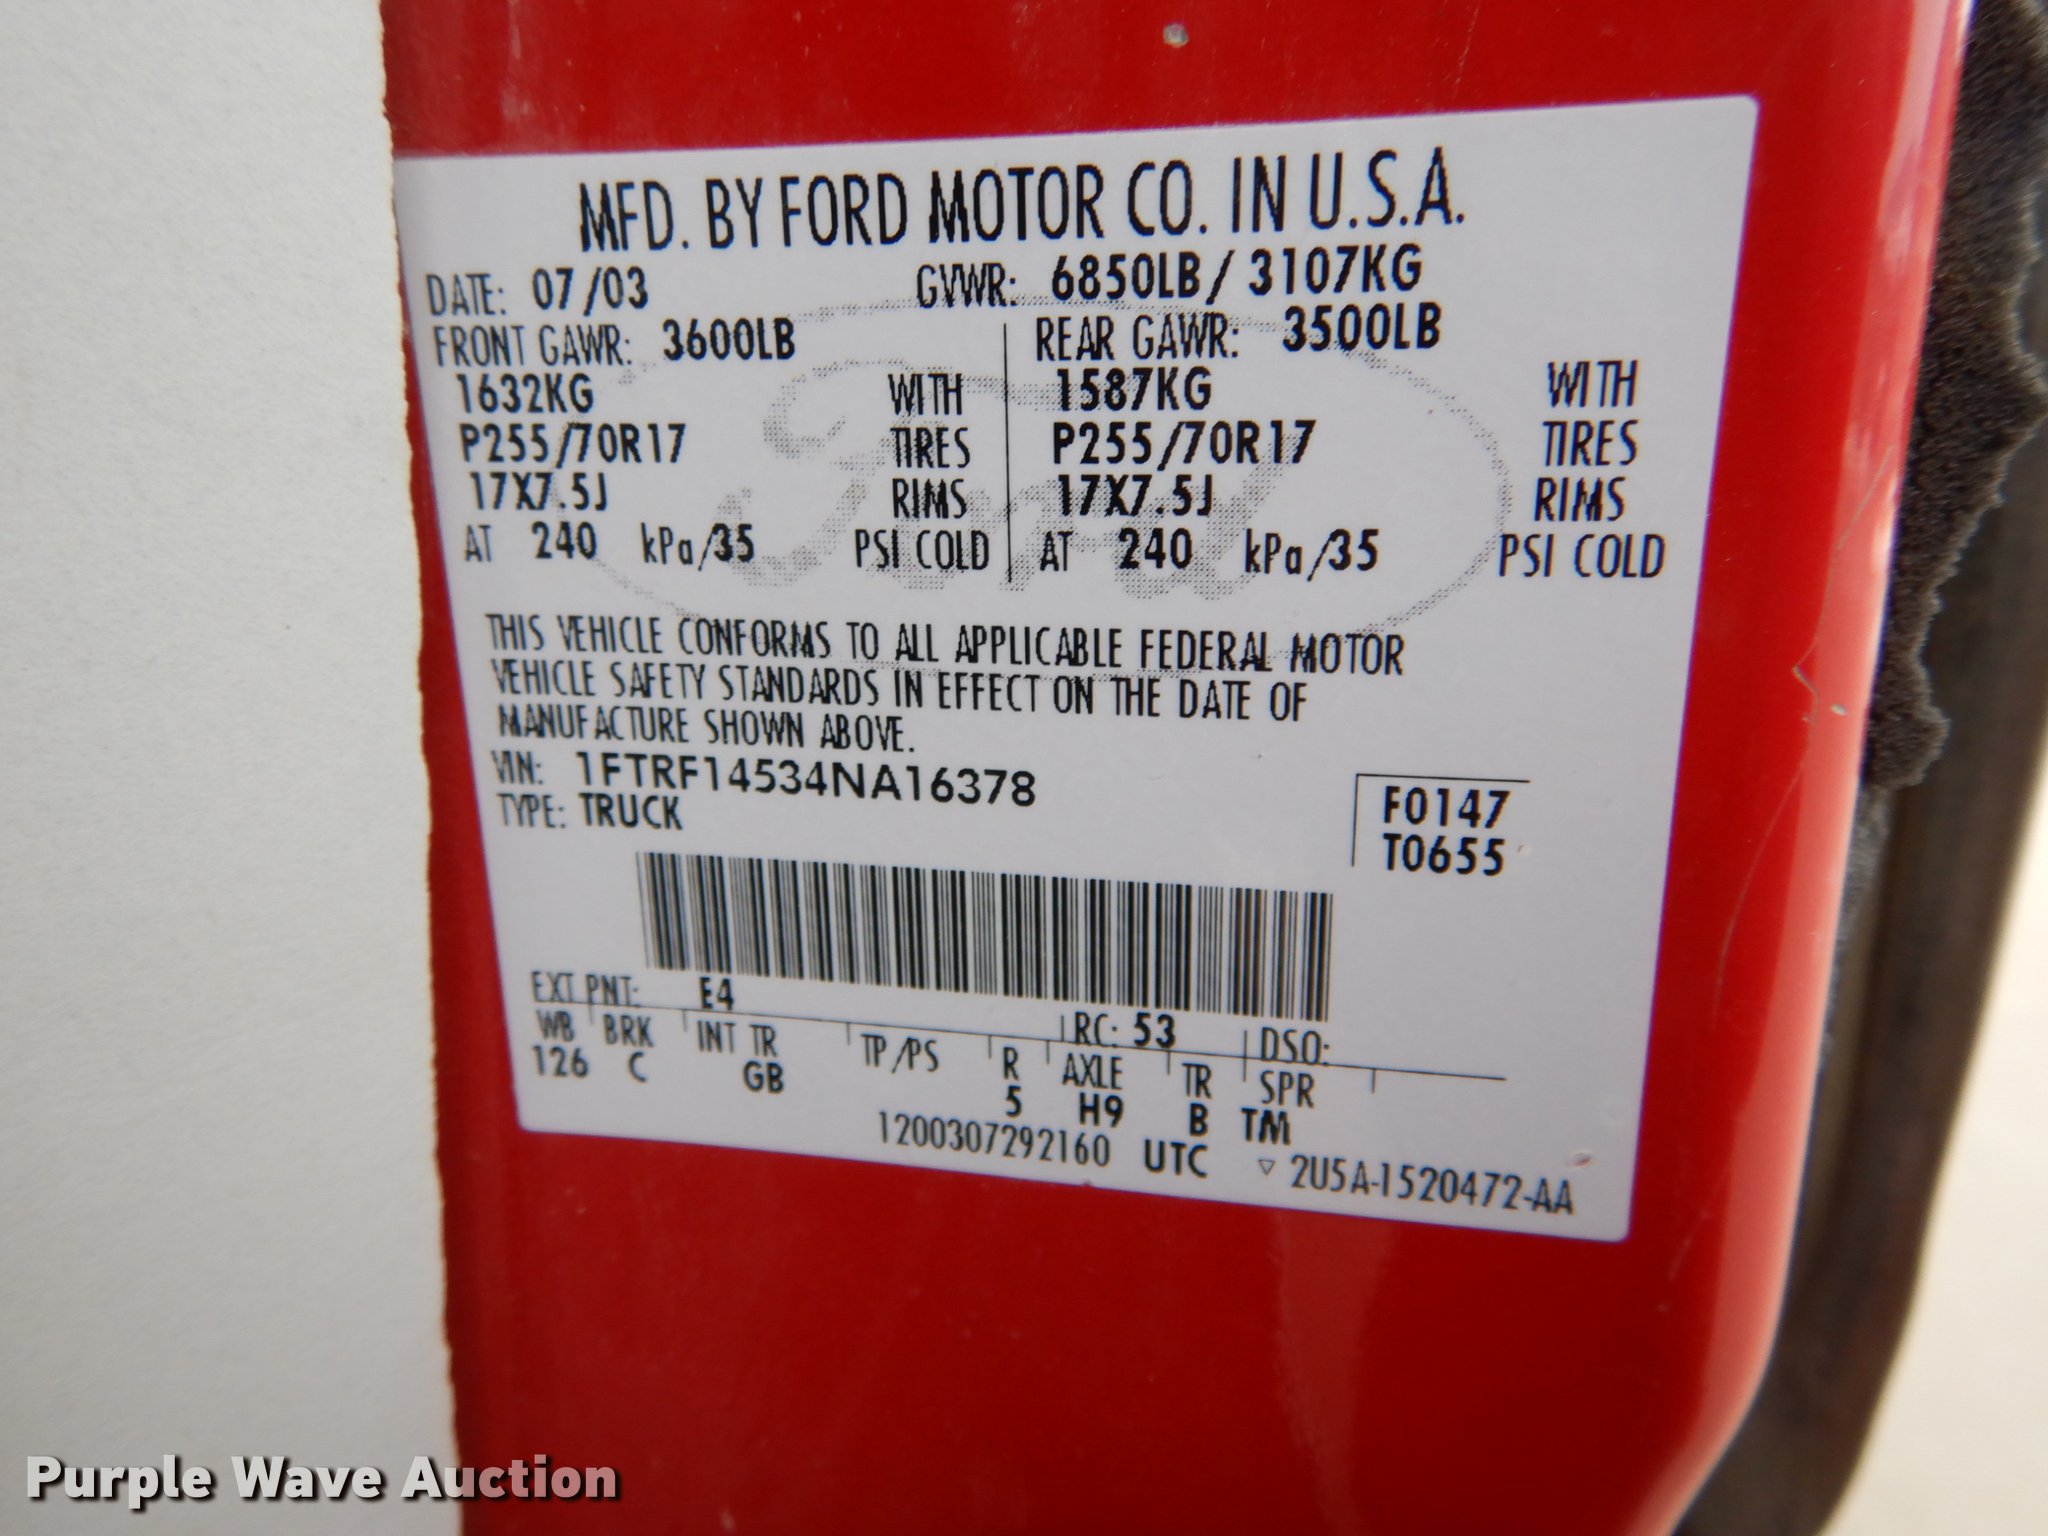 MFD. BY FORD MOTOR CO. IN U.S.A.
DATE: 07/03 GVWR: 6850LB / 3107KG
FRONT GAWR: 3600LB REAR GAWR: 3500LB
1632KG WITH 1587KG WITH
P255/70R17 TIRES P255/70R17 TIRES
17X7.5J RIMS 17X7.5J RIMS
AT 240 kPa/35 PSI COLD AT 240 kPa/35 PSI COLD
Ford
THIS VEHICLE CONFORMS TO ALL APPLICABLE FEDERAL MOTOR
VEHICLE SAFETY STANDARDS IN EFFECT ON THE DATE OF
MANUFACTURE SHOWN ABOVE.
VIN: 1FTRF14534NA16378
TYPE: TRUCK
F0147
T0655
EXT PNT: E4 RC: 53 DSO:
WB BRK INT TR TP/PS R AXLE TR SPR
126 C GB 5 H9 B TM
1200307292160 UTC ▽ 2U5A-1520472-AA
Purple Wave Auction